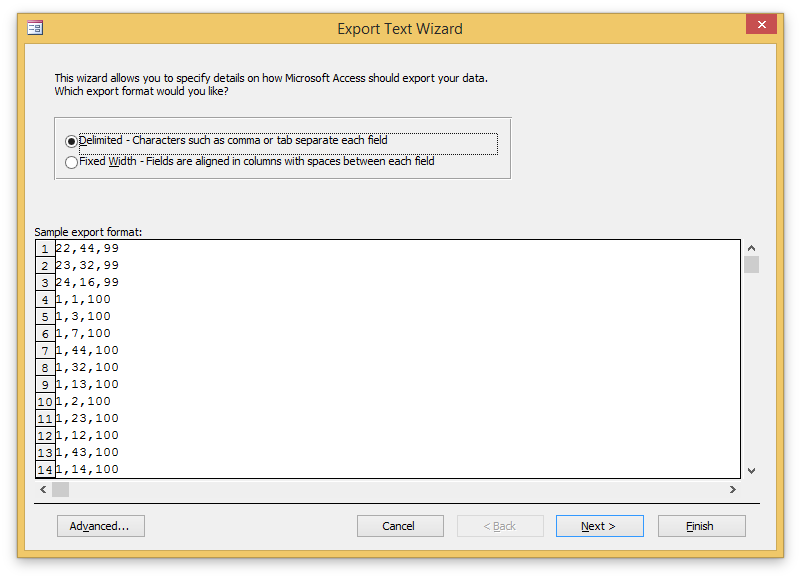 Export Text Wizard
This wizard allows you to specify details on how Microsoft Access should export your data.
Which export format would you like?
Delimited - Characters such as comma or tab separate each field
Fixed Width - Fields are aligned in columns with spaces between each field
Sample export format:
1 22,44,99
2 23,32,99
3 24,16,99
4 1,1,100
5 1,3,100
6 1,7,100
7 1,44,100
8 1,32,100
9 1,13,100
10 1,2,100
11 1,23,100
12 1,12,100
13 1,43,100
14 1,14,100
Advanced... Cancel < Back Next > Finish